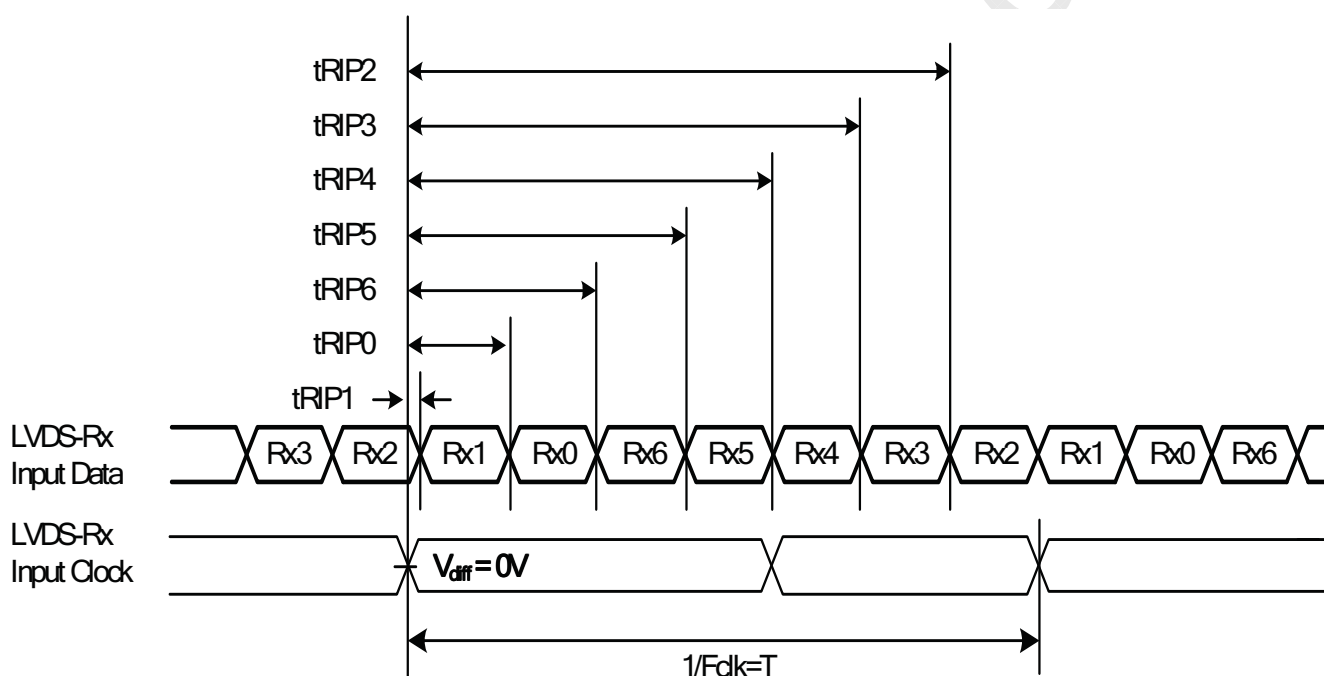 tRIP2
tRIP3
tRIP4
tRIP5
tRIP6
tRIP0
tRIP1
LVDS-Rx
Input Data
Rx3 Rx2 Rx1 Rx0 Rx6 Rx5 Rx4 Rx3 Rx2 Rx1 Rx0 Rx6
LVDS-Rx
Input Clock
Vdiff = 0V
1/Fclk=T